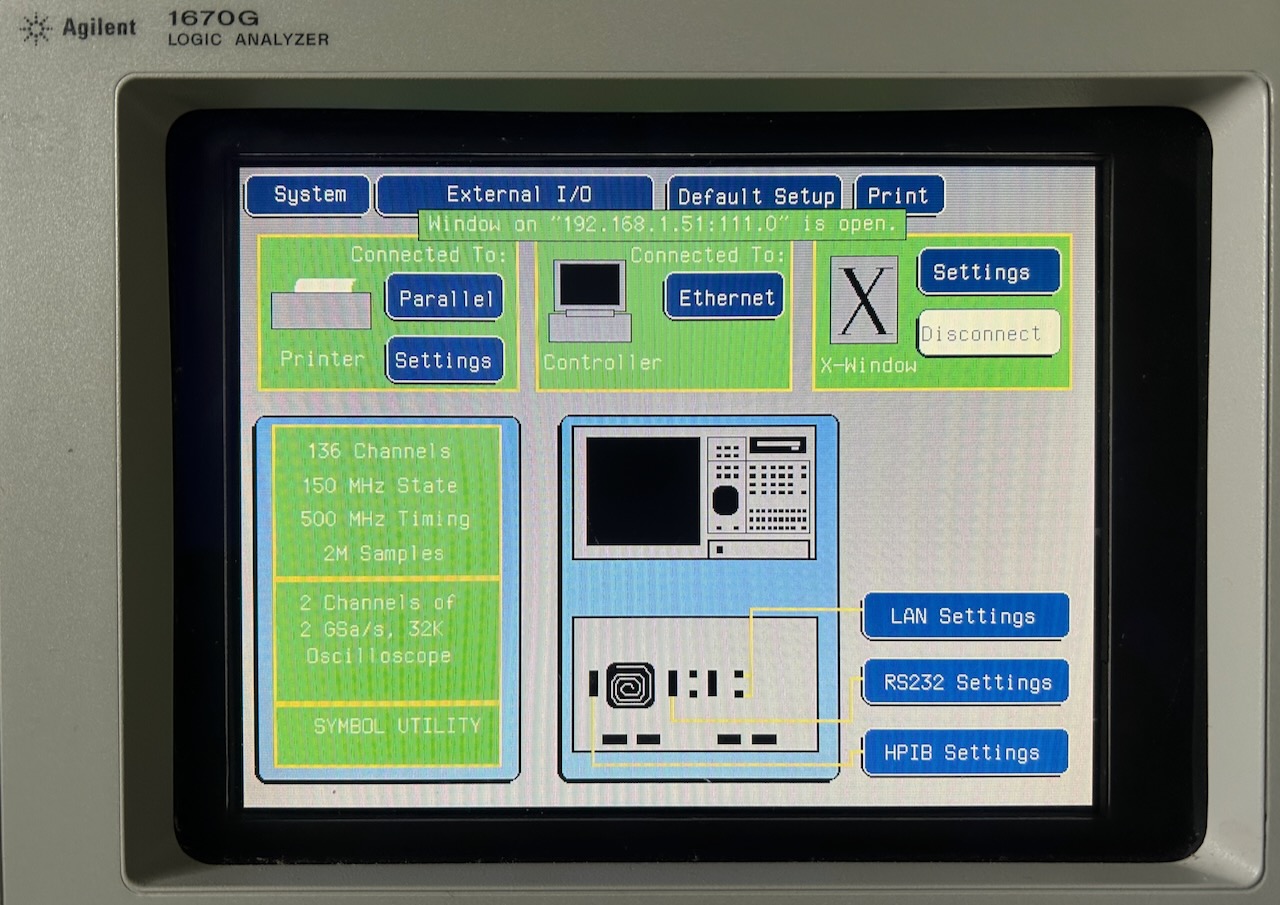 Agilent
1670G
LOGIC ANALYZER
System
External I/O
Default Setup
Print
Window on "192.168.1.51:111.0" is open.
Connected To:
Parallel
Printer
Settings
Connected To:
Ethernet
Controller
X
Settings
Disconnect
X-Window
136 Channels
150 MHz State
500 MHz Timing
2M Samples
2 Channels of
2 GSa/s, 32K
Oscilloscope
SYMBOL UTILITY
LAN Settings
RS232 Settings
HPIB Settings